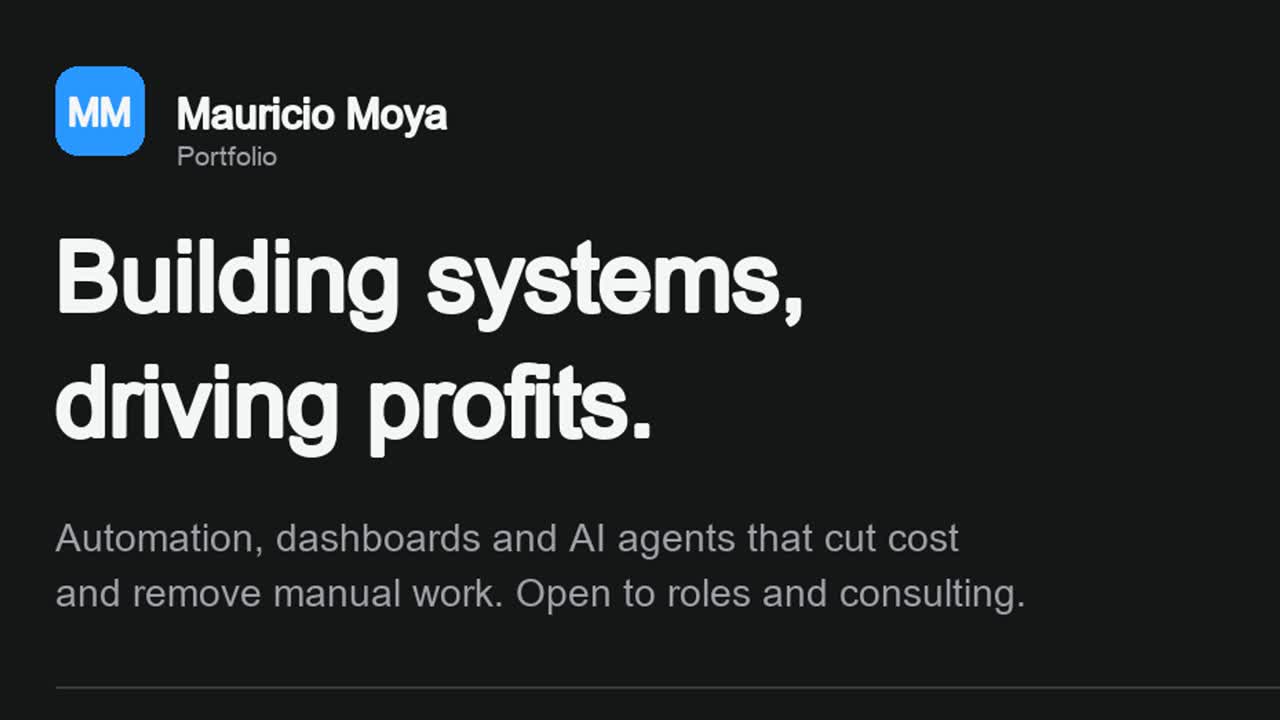 MM
Mauricio Moya
Portfolio
Building systems,
driving profits.
Automation, dashboards and AI agents that cut cost
and remove manual work. Open to roles and consulting.